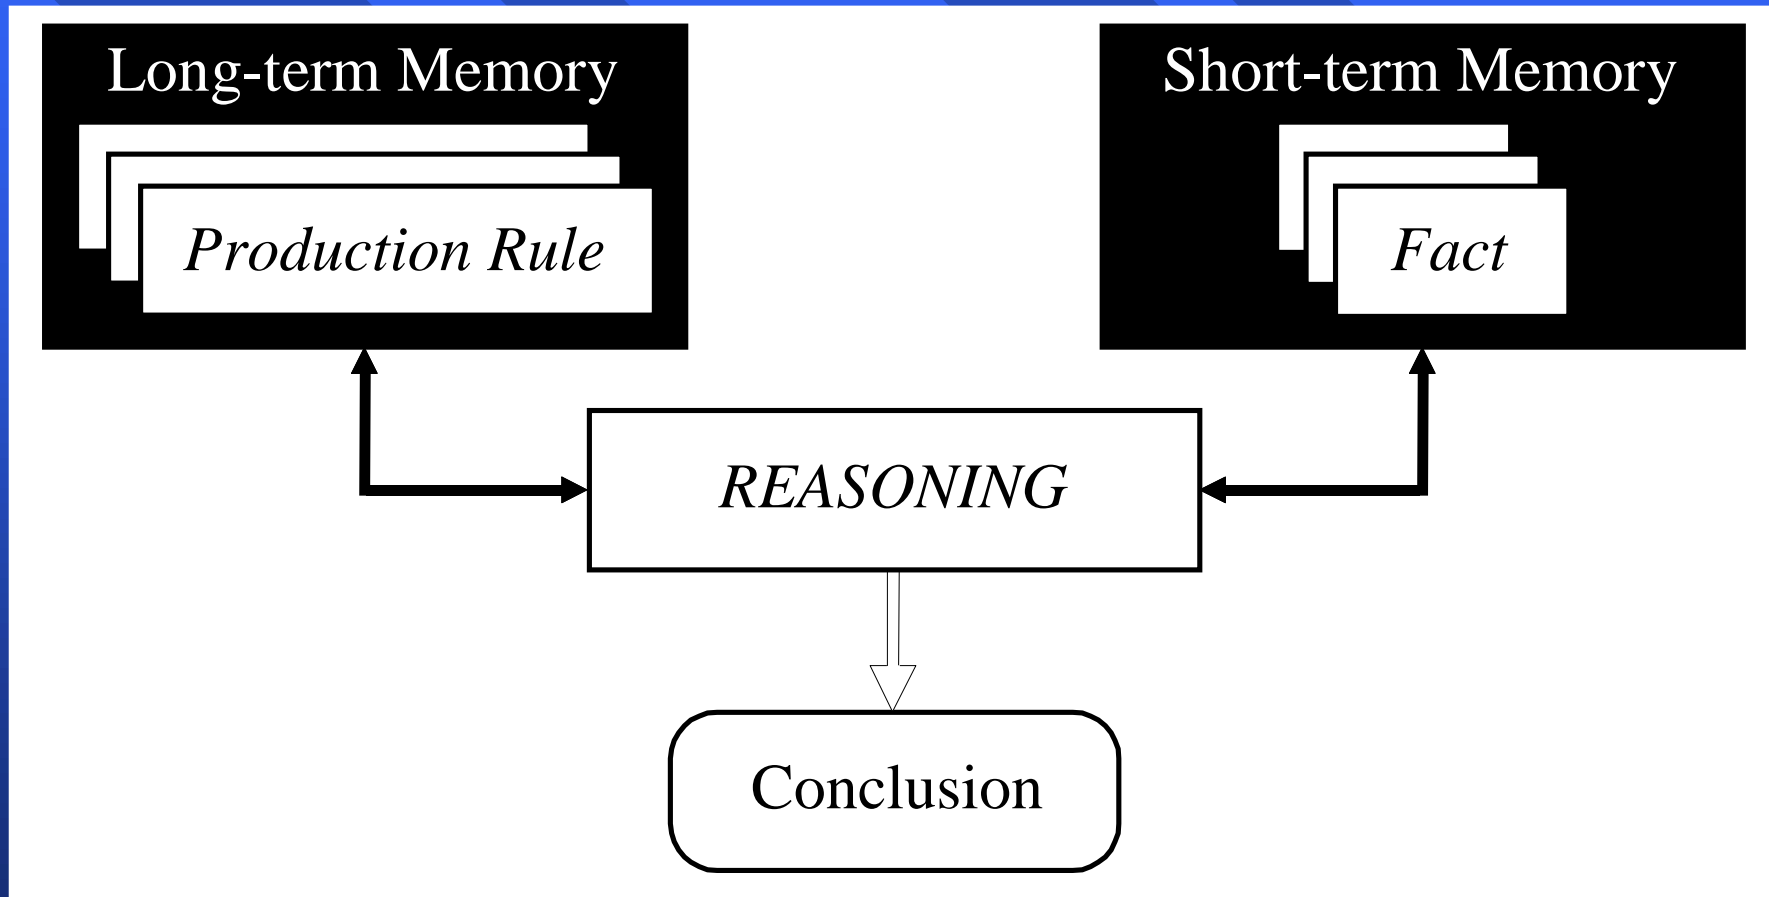 Long-term Memory
Production Rule
Short-term Memory
Fact
REASONING
Conclusion